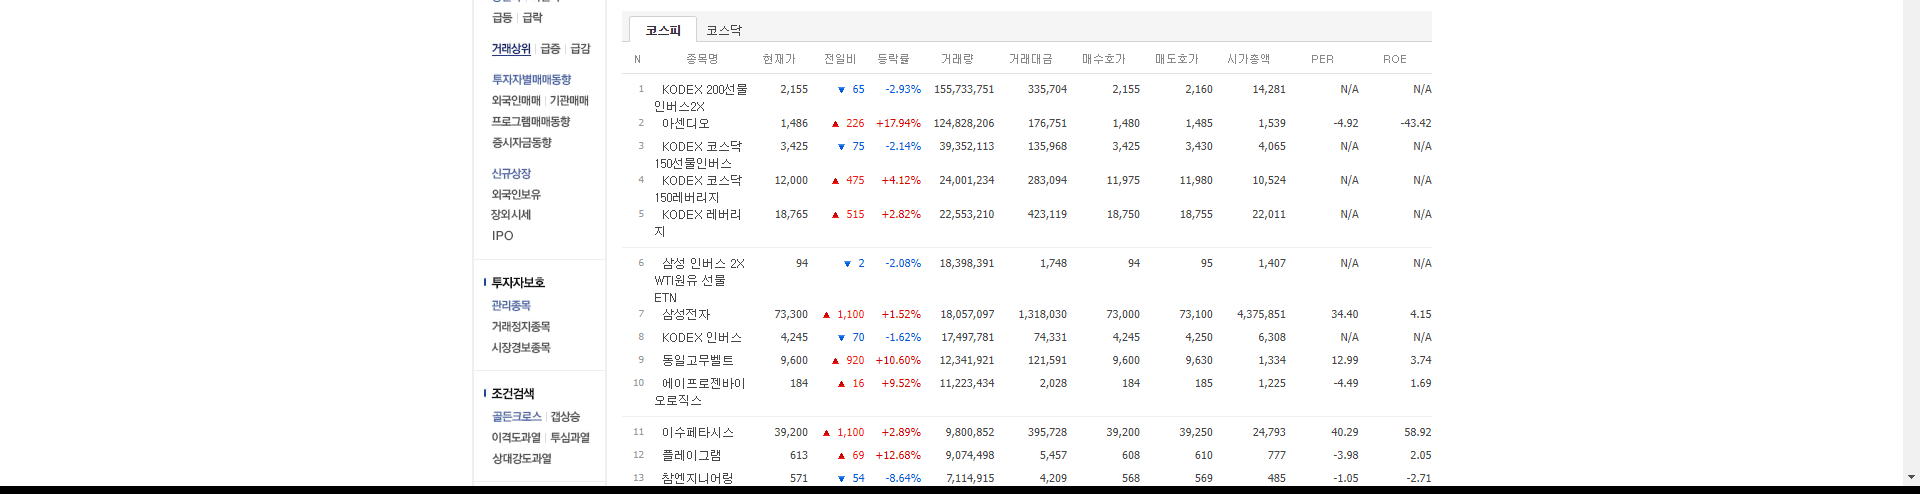 급등 | 급락
거래상위 | 급증 | 급감
투자자별매매동향
외국인매매 | 기관매매
프로그램매매동향
증시자금동향
신규상장
외국인보유
장외시세
IPO
투자자보호
관리종목
거래정지종목
시장경보종목
조건검색
골든크로스 | 갭상승
이격도과열 | 투심과열
상대강도과열
코스피 코스닥
N 종목명 현재가 전일비 등락률 거래량 거래대금 매수호가 매도호가 시가총액 PER ROE
1 KODEX 200선물 2,155 ▼ 65 -2.93% 155,733,751 335,704 2,155 2,160 14,281 N/A N/A
인버스2X
2 아센디오 1,486 ▲ 226 +17.94% 124,828,206 176,751 1,480 1,485 1,539 -4.92 -43.42
3 KODEX 코스닥 3,425 ▼ 75 -2.14% 39,352,113 135,968 3,425 3,430 4,065 N/A N/A
150선물인버스
4 KODEX 코스닥 12,000 ▲ 475 +4.12% 24,001,234 283,094 11,975 11,980 10,524 N/A N/A
150레버리지
5 KODEX 레버리 18,765 ▲ 515 +2.82% 22,553,210 423,119 18,750 18,755 22,011 N/A N/A
지
6 삼성 인버스 2X 94 ▼ 2 -2.08% 18,398,391 1,748 94 95 1,407 N/A N/A
WTI원유 선물
ETN
7 삼성전자 73,300 ▲ 1,100 +1.52% 18,057,097 1,318,030 73,000 73,100 4,375,851 34.40 4.15
8 KODEX 인버스 4,245 ▼ 70 -1.62% 17,497,781 74,331 4,245 4,250 6,308 N/A N/A
9 동일고무벨트 9,600 ▲ 920 +10.60% 12,341,921 121,591 9,600 9,630 1,334 12.99 3.74
10 에이프로젠바이 184 ▲ 16 +9.52% 11,223,434 2,028 184 185 1,225 -4.49 1.69
오로직스
11 이수페타시스 39,200 ▲ 1,100 +2.89% 9,800,852 395,728 39,200 39,250 24,793 40.29 58.92
12 플레이그램 613 ▲ 69 +12.68% 9,074,498 5,457 608 610 777 -3.98 2.05
13 참엔지니어링 571 ▼ 54 -8.64% 7,114,915 4,209 568 569 485 -1.05 -2.71